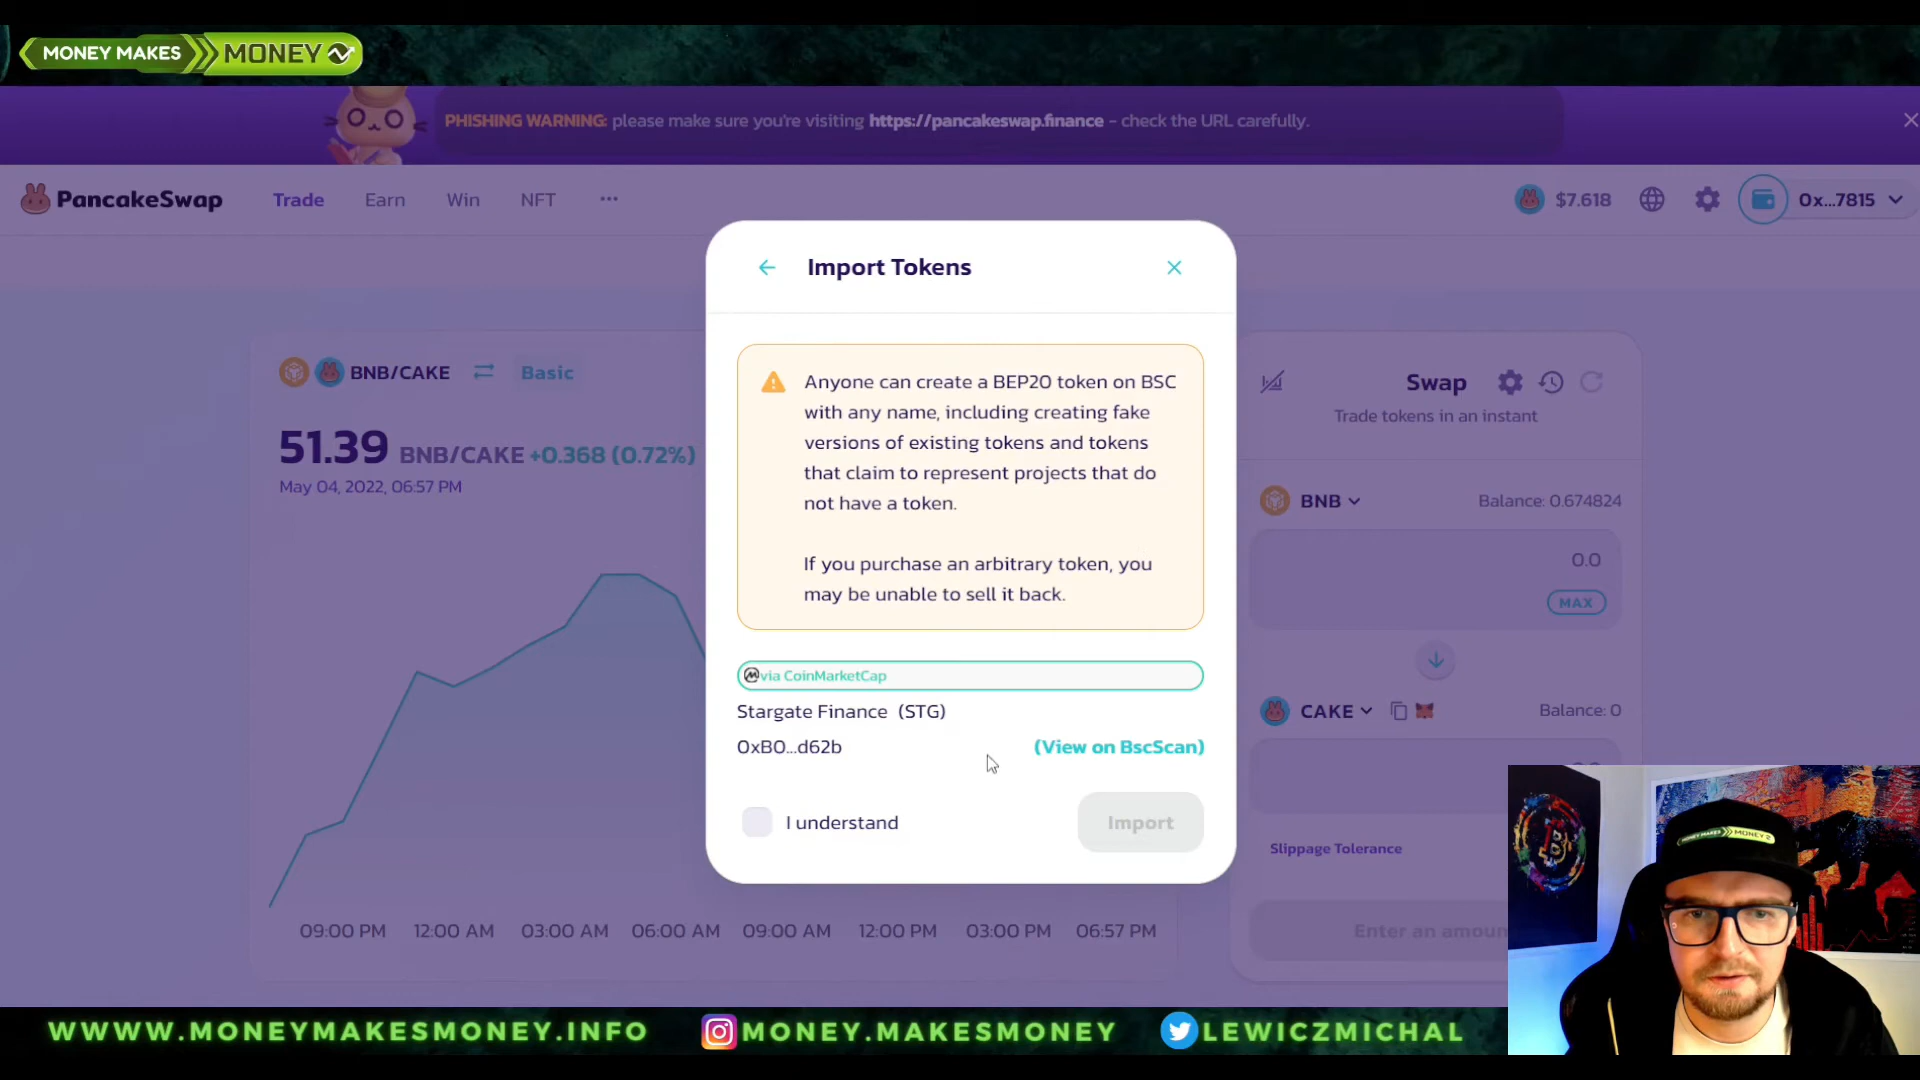 MONEY MAKES MONEY
PHISHING WARNING: please make sure you're visiting https://pancakeswap.finance - check the URL carefully.
PancakeSwap Trade Earn Win NFT ... $7.618 0x...7815
Import Tokens
Anyone can create a BEP20 token on BSC
with any name, including creating fake
versions of existing tokens and tokens
that claim to represent projects that do
not have a token.
If you purchase an arbitrary token, you
may be unable to sell it back.
via CoinMarketCap
Stargate Finance (STG)
0xB0...d62b (View on BscScan)
I understand Import
BNB/CAKE Basic
51.39 BNB/CAKE +0.368 (0.72%)
May 04, 2022, 06:57 PM
09:00 PM 12:00 AM 03:00 AM 06:00 AM 09:00 AM 12:00 PM 03:00 PM 06:57 PM
Swap
Trade tokens in an instant
BNB Balance: 0.674824
0.0
MAX
CAKE Balance: 0
Slippage Tolerance
Enter an amoun
MONEY MAKES MONEY
WWWW.MONEYMAKESMONEY.INFO MONEY.MAKESMONEY LEWICZMICHAL